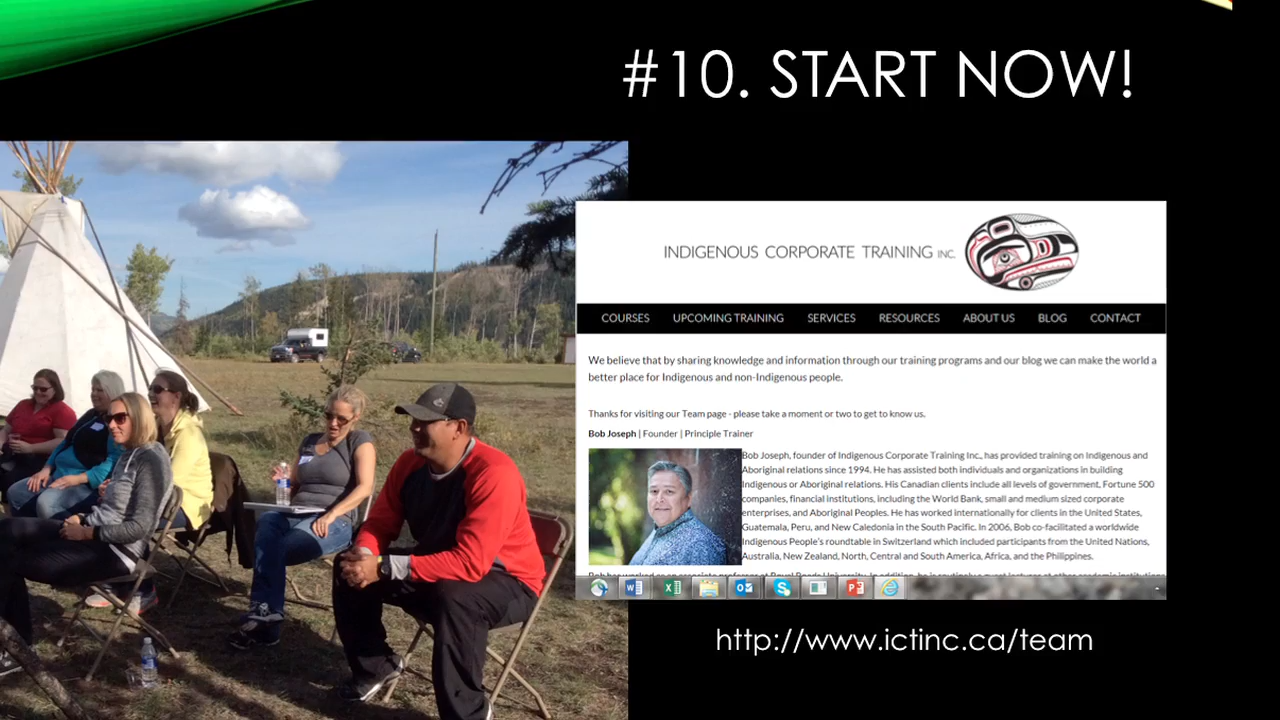 #10. START NOW!
INDIGENOUS CORPORATE TRAINING INC.
COURSES UPCOMING TRAINING SERVICES RESOURCES ABOUT US BLOG CONTACT
We believe that by sharing knowledge and information through our training programs and our blog we can make the world a
better place for Indigenous and non-Indigenous people.
Thanks for visiting our Team page - please take a moment or two to get to know us.
Bob Joseph | Founder | Principle Trainer
Bob Joseph, founder of Indigenous Corporate Training Inc., has provided training on Indigenous and
Aboriginal relations since 1994. He has assisted both individuals and organizations in building
Indigenous or Aboriginal relations. His Canadian clients include all levels of government, Fortune 500
companies, financial institutions, including the World Bank, small and medium sized corporate
enterprises, and Aboriginal Peoples. He has worked internationally for clients in the United States,
Guatemala, Peru, and New Caledonia in the South Pacific. In 2006, Bob co-facilitated a worldwide
Indigenous People's roundtable in Switzerland which included participants from the United Nations,
Australia, New Zealand, North, Central and South America, Africa, and the Philippines.
http://www.ictinc.ca/team